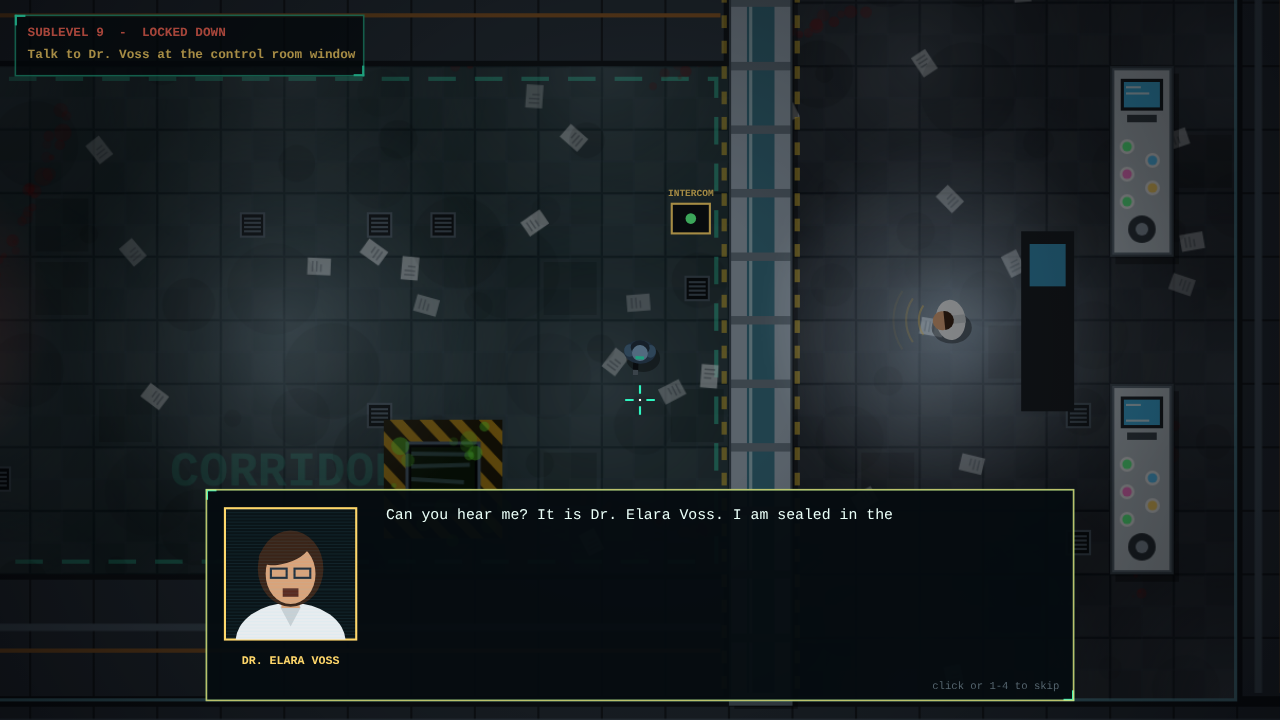 SUBLEVEL 9 - LOCKED DOWN
Talk to Dr. Voss at the control room window
INTERCOM
CORRIDO
Can you hear me? It is Dr. Elara Voss. I am sealed in the
DR. ELARA VOSS
click or 1-4 to skip